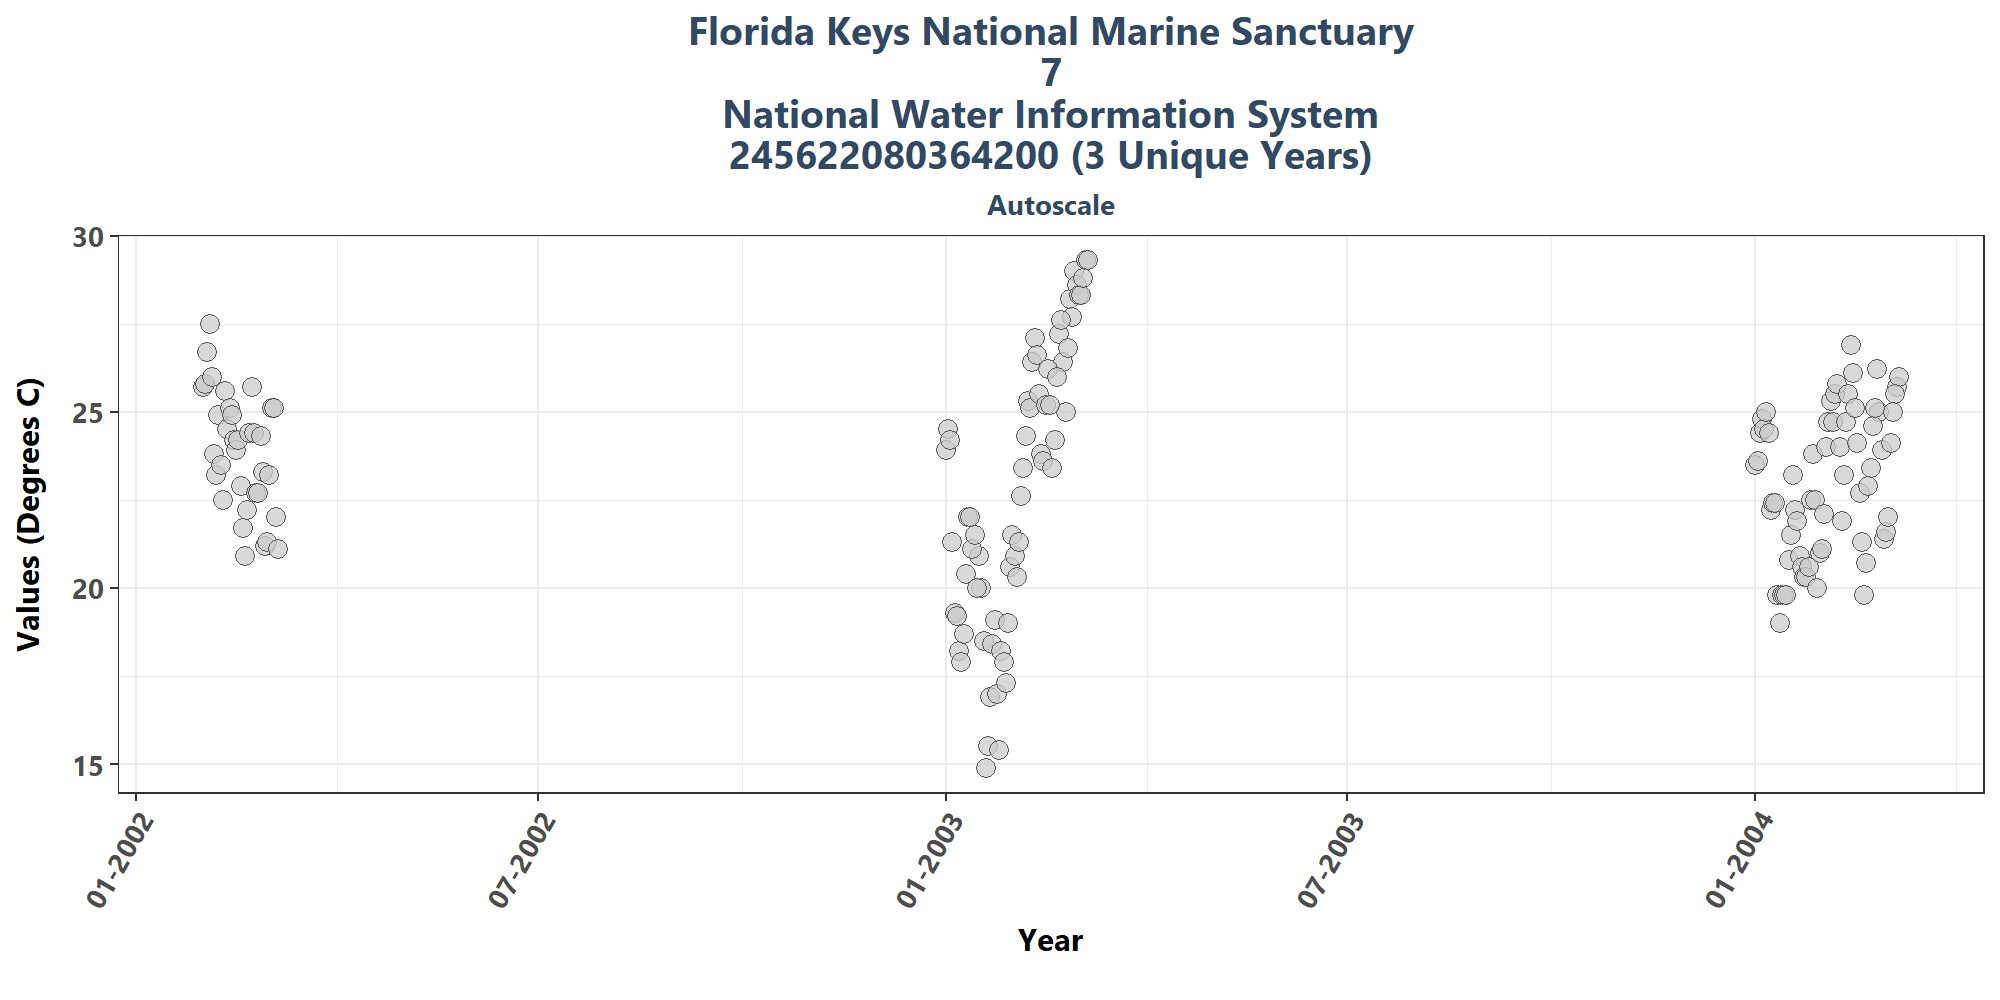 Florida Keys National Marine Sanctuary
7
National Water Information System
245622080364200 (3 Unique Years)
Autoscale
Values (Degrees C)
30
25
20
15
01-2002
07-2002
01-2003
07-2003
01-2004
Year